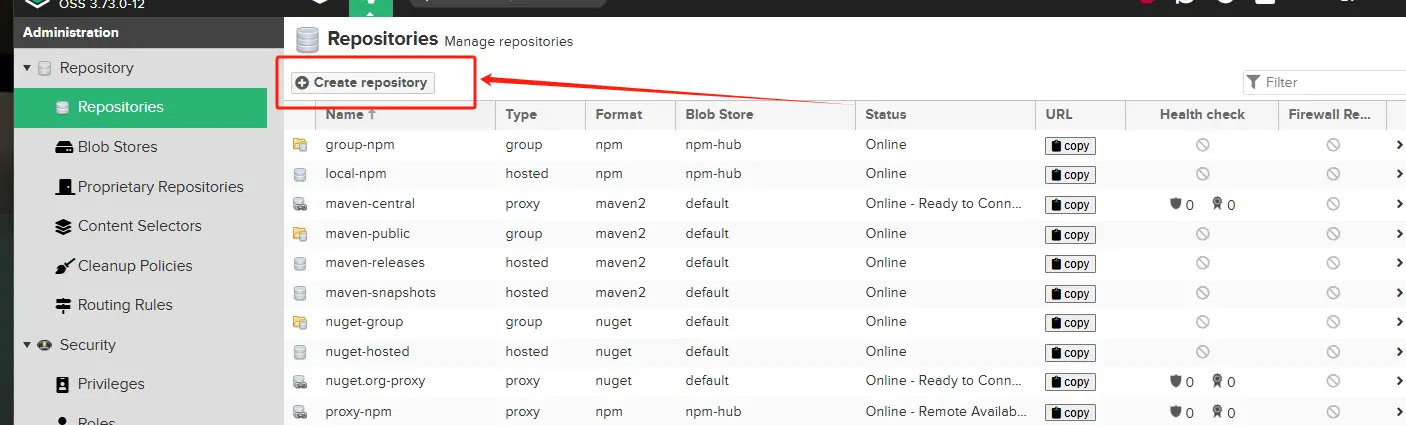 OSS 3.73.0-12
Administration
Repository
Repositories
Blob Stores
Proprietary Repositories
Content Selectors
Cleanup Policies
Routing Rules
Security
Privileges
Roles
Repositories Manage repositories
Create repository
Filter
Name Type Format Blob Store Status URL Health check Firewall Re...
group-npm group npm npm-hub Online copy
local-npm hosted npm npm-hub Online copy
maven-central proxy maven2 default Online - Ready to Conn... copy 0 0
maven-public group maven2 default Online copy
maven-releases hosted maven2 default Online copy
maven-snapshots hosted maven2 default Online copy
nuget-group group nuget default Online copy
nuget-hosted hosted nuget default Online copy
nuget.org-proxy proxy nuget default Online - Ready to Conn... copy 0 0
proxy-npm proxy npm npm-hub Online - Remote Availab... copy 0 0